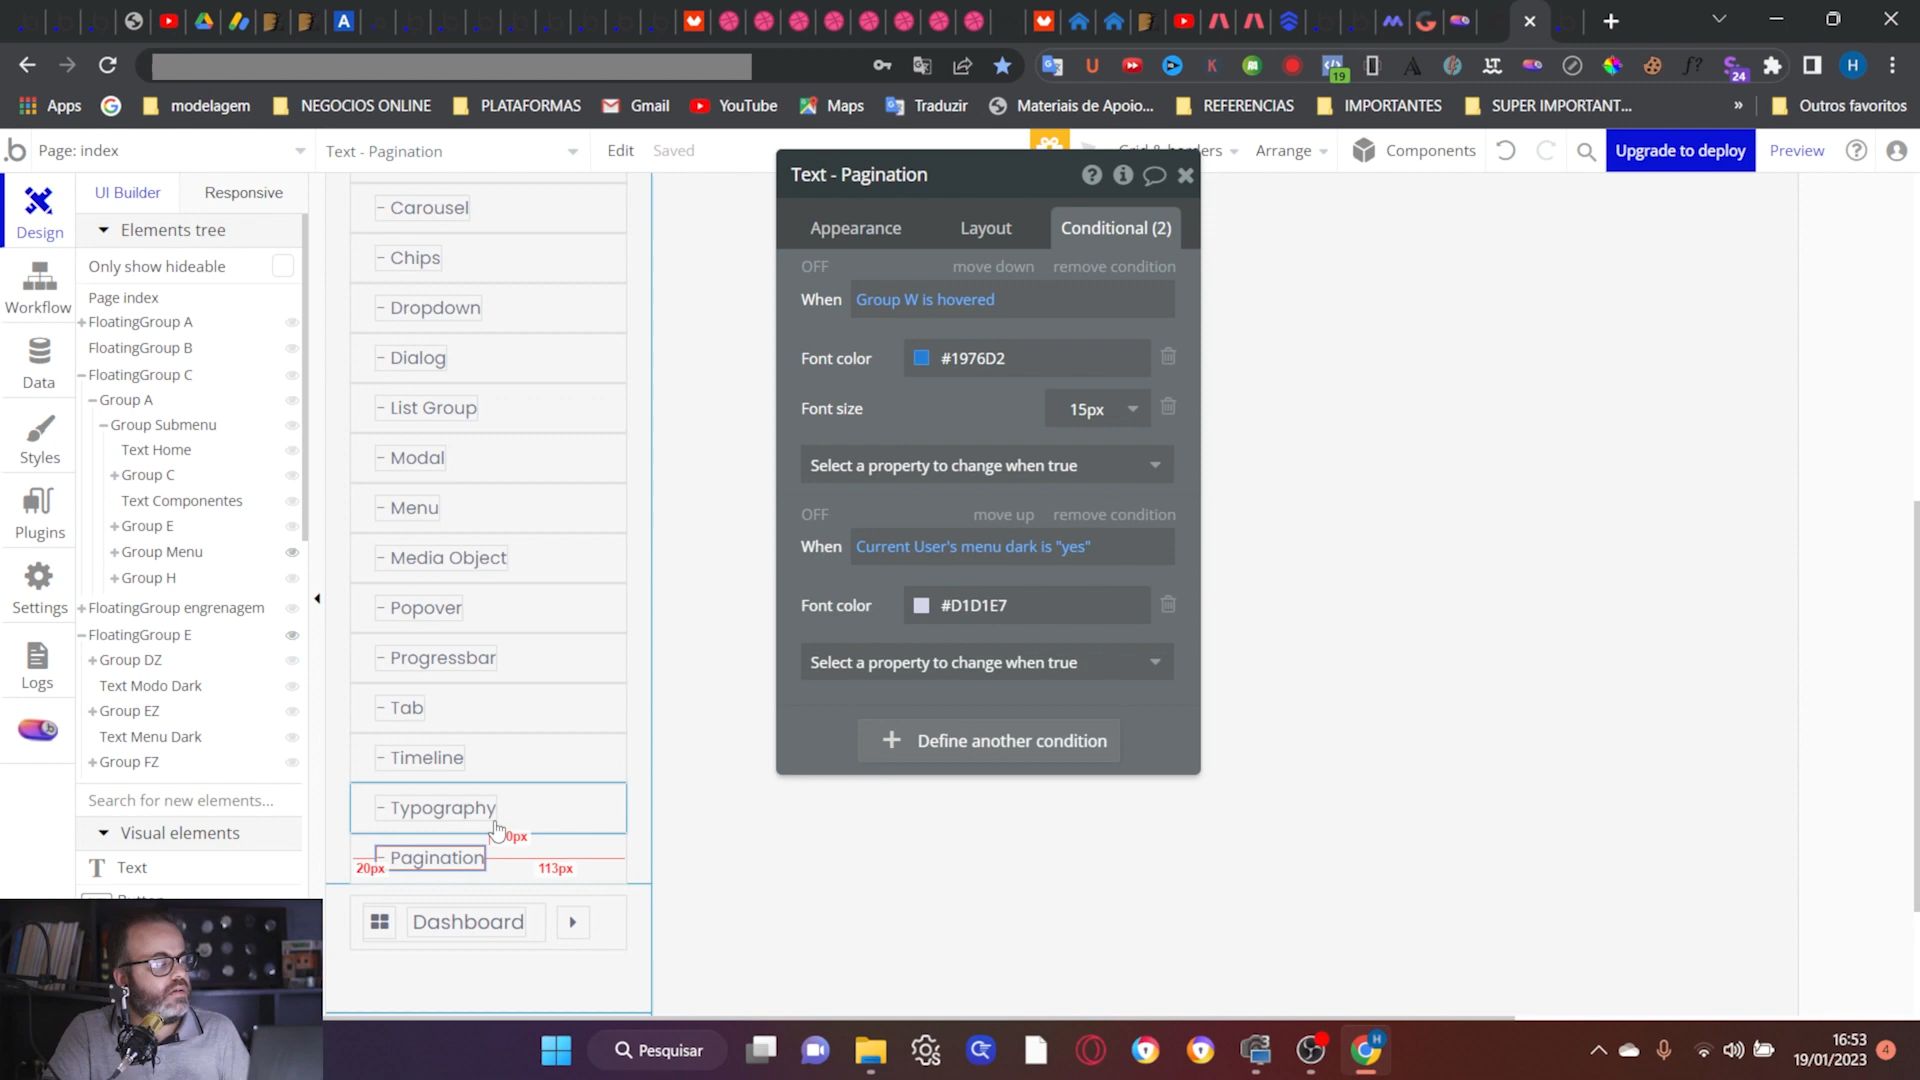 19
24
H
Apps
modelagem
NEGOCIOS ONLINE
PLATAFORMAS
Gmail
YouTube
Maps
Traduzir
Materiais de Apoio...
REFERENCIAS
IMPORTANTES
SUPER IMPORTANT...
»
Outros favoritos
Page: index
Text - Pagination
Edit
Saved
Arrange
Components
Upgrade to deploy
Preview
UI Builder
Responsive
Design
Workflow
Data
Styles
Plugins
Settings
Logs
Elements tree
Only show hideable
Page index
FloatingGroup A
FloatingGroup B
FloatingGroup C
Group A
Group Submenu
Text Home
Group C
Text Componentes
Group E
Group Menu
Group H
FloatingGroup engrenagem
FloatingGroup E
Group DZ
Text Modo Dark
Group EZ
Text Menu Dark
Group FZ
Search for new elements...
Visual elements
Text
- Carousel
- Chips
- Dropdown
- Dialog
- List Group
- Modal
- Menu
- Media Object
- Popover
- Progressbar
- Tab
- Timeline
- Typography
- Pagination
20px
113px
Dashboard
Text - Pagination
Appearance
Layout
Conditional (2)
OFF
move down
remove condition
When
Group W is hovered
Font color
#1976D2
Font size
15px
Select a property to change when true
OFF
move up
remove condition
When
Current User's menu dark is "yes"
Font color
#D1D1E7
Select a property to change when true
+ Define another condition
Pesquisar
16:53
19/01/2023
4